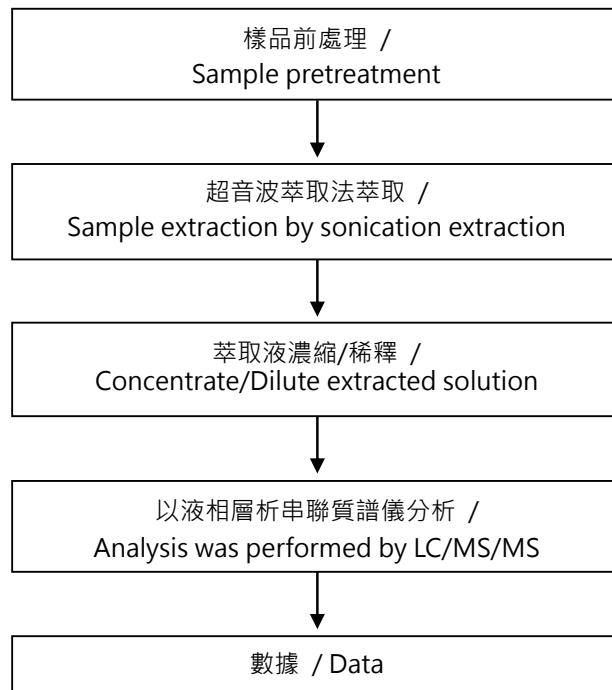 樣品前處理 /
Sample pretreatment
超音波萃取法萃取 /
Sample extraction by sonication extraction
萃取液濃縮/稀釋 /
Concentrate/Dilute extracted solution
以液相層析串聯質譜儀分析 /
Analysis was performed by LC/MS/MS
數據 / Data